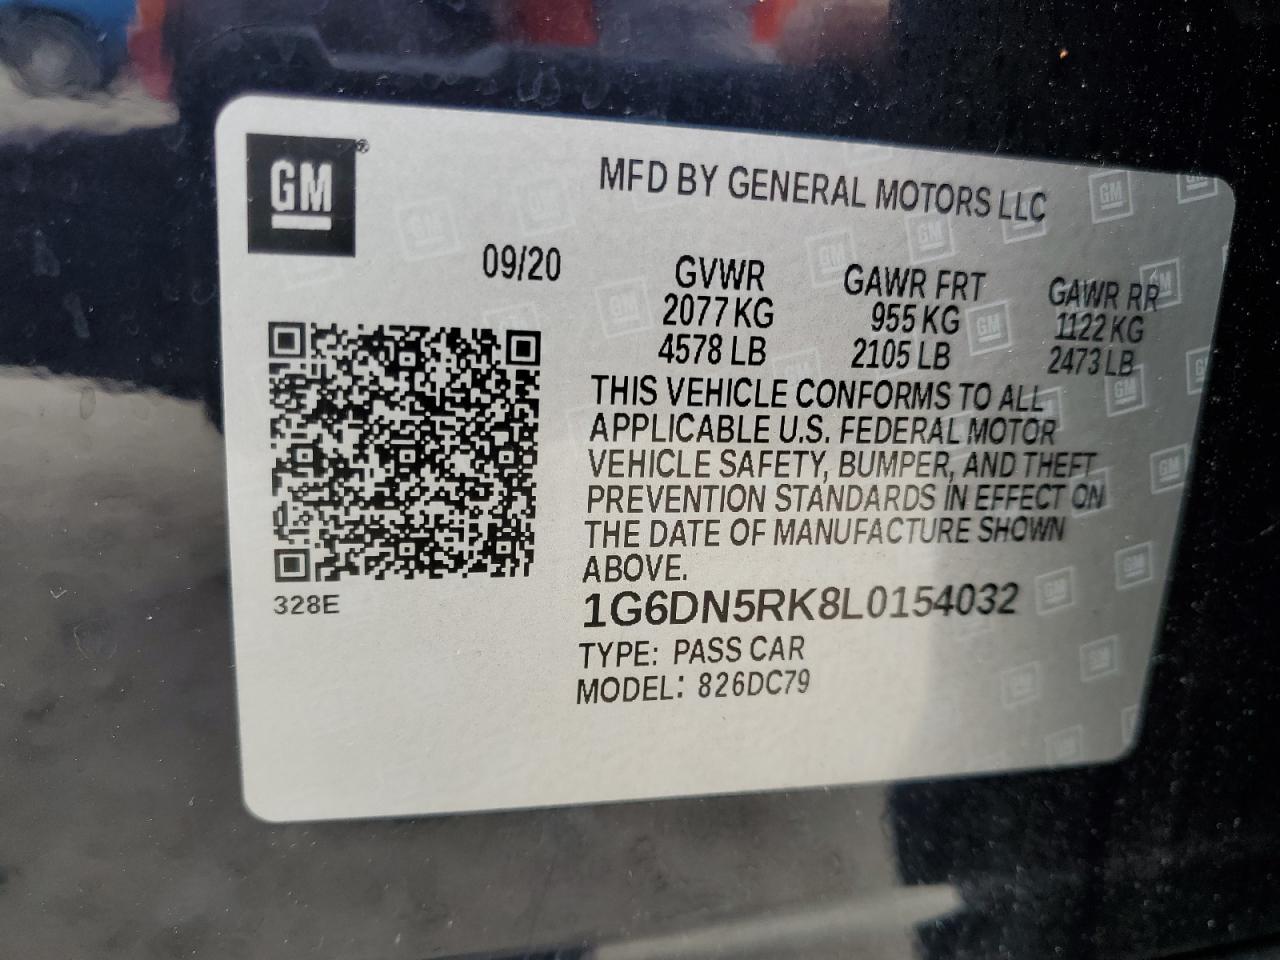 GM®
MFD BY GENERAL MOTORS LLC
09/20
GVWR
2077 KG
4578 LB
GAWR FRT
955 KG
2105 LB
GAWR RR
1122 KG
2473 LB
THIS VEHICLE CONFORMS TO ALL
APPLICABLE U.S. FEDERAL MOTOR
VEHICLE SAFETY, BUMPER, AND THEFT
PREVENTION STANDARDS IN EFFECT ON
THE DATE OF MANUFACTURE SHOWN
ABOVE.
328E
1G6DN5RK8L0154032
TYPE: PASS CAR
MODEL: 826DC79